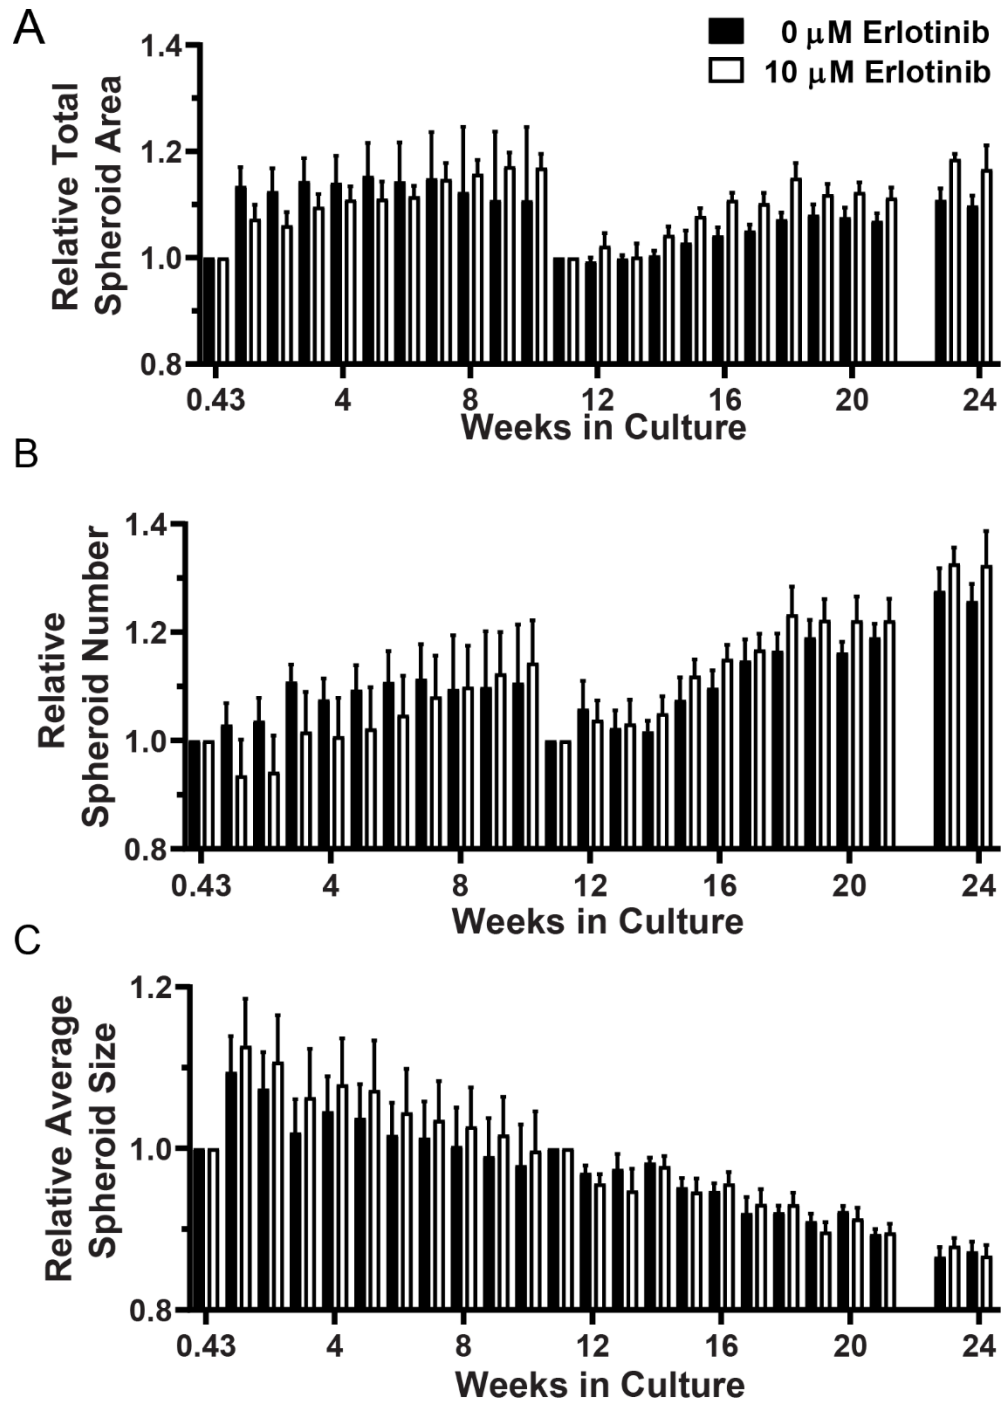 A
0 µM Erlotinib
10 µM Erlotinib
Relative Total
Spheroid Area
1.4
1.2
1.0
0.8
0.43 4 8 12 16 20 24
Weeks in Culture
B
Relative
Spheroid Number
1.4
1.2
1.0
0.8
0.43 4 8 12 16 20 24
Weeks in Culture
C
Relative Average
Spheroid Size
1.2
1.0
0.8
0.43 4 8 12 16 20 24
Weeks in Culture